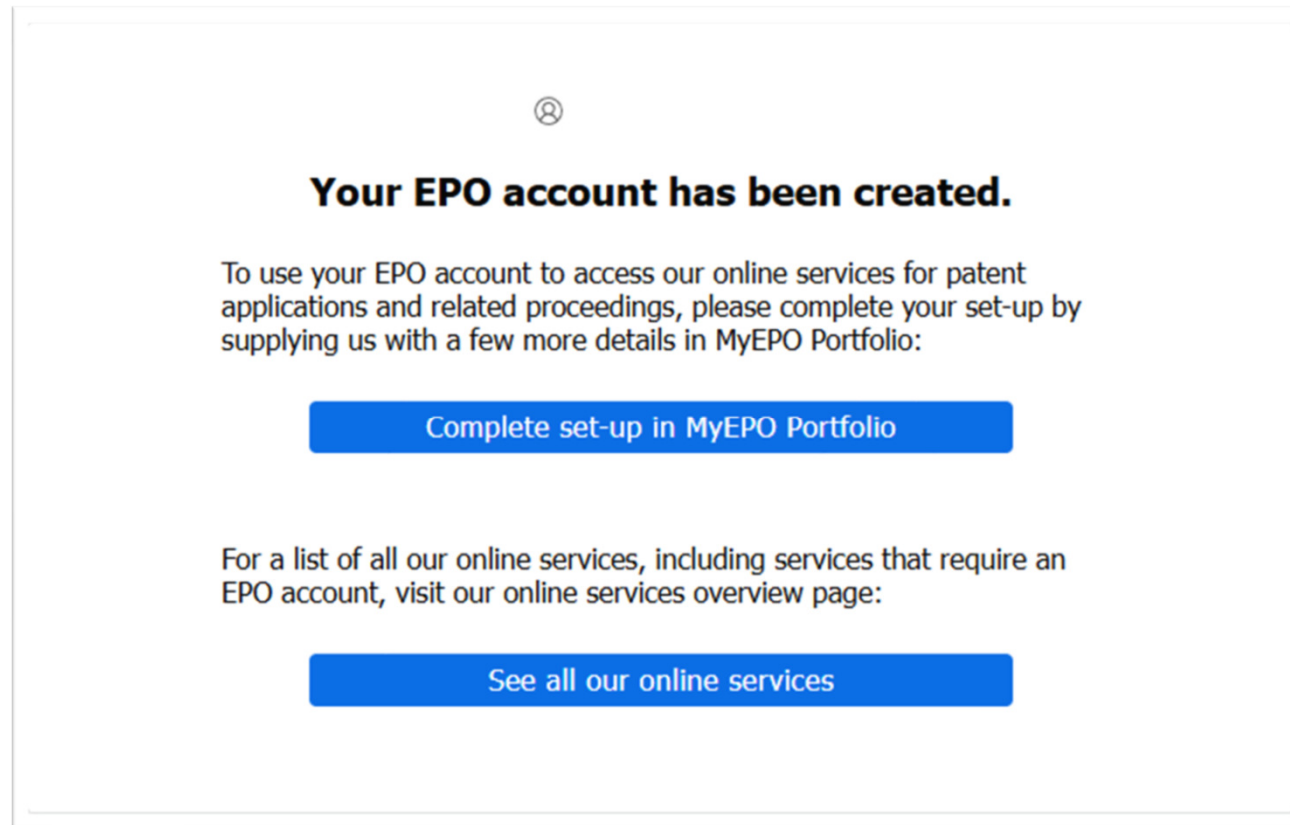 Your EPO account has been created.
To use your EPO account to access our online services for patent
applications and related proceedings, please complete your set-up by
supplying us with a few more details in MyEPO Portfolio:
Complete set-up in MyEPO Portfolio
For a list of all our online services, including services that require an
EPO account, visit our online services overview page:
See all our online services